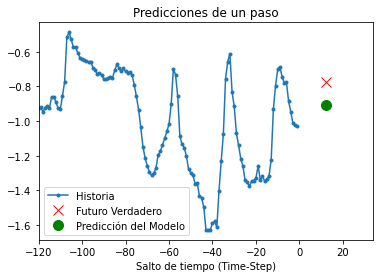 Predicciones de un paso
−0.6
−0.8
−1.0
−1.2
−1.4
−1.6
Historia
Futuro Verdadero
Predicción del Modelo
−120 −100 −80 −60 −40 −20 0 20
Salto de tiempo (Time-Step)